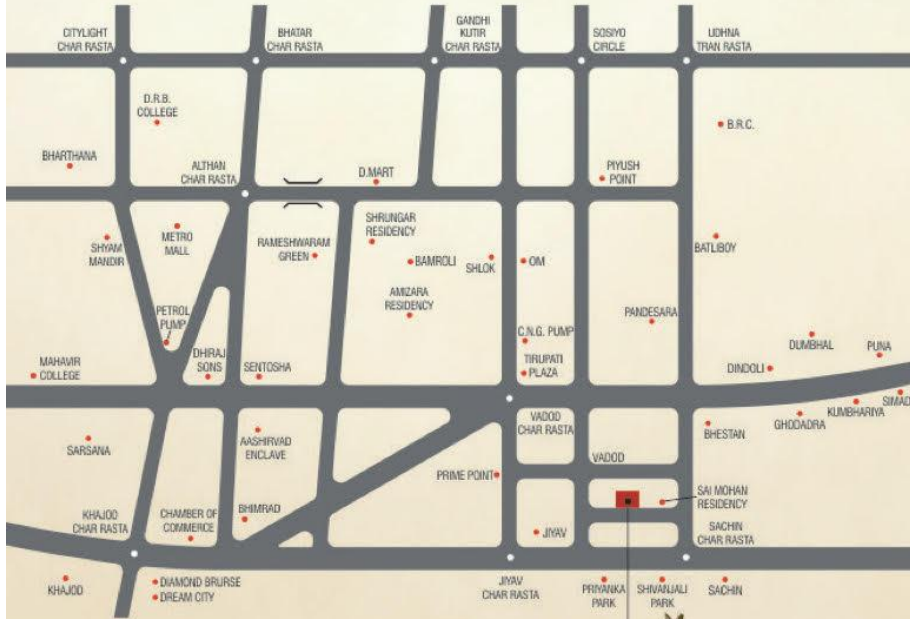 CITYLIGHT
CHAR RASTA
BHATAR
CHAR RASTA
GANDHI
KUTIR
CHAR RASTA
SOSIYO
CIRCLE
UDHNA
TRAN RASTA
D.R.B.
COLLEGE
B.R.C.
BHARTHANA
ALTHAN
CHAR RASTA
D.MART
PIYUSH
POINT
SHYAM
MANDIR
METRO
MALL
RAMESHWARAM
GREEN
SHRUNGAR
RESIDENCY
BAMROLI
SHLOK
OM
BATLIBOY
AMIZARA
RESIDENCY
PETROL
PUMP
C.N.G. PUMP
PANDESARA
DUMBHAL
PUNA
MAHAVIR
COLLEGE
DHIRAJ
SONS
SENTOSHA
TIRUPATI
PLAZA
DINDOLI
SIMAD
KUMBHARIYA
GHODADRA
VADOD
CHAR RASTA
BHESTAN
SARSANA
AASHIRVAD
ENCLAVE
VADOD
PRIME POINT
SAI MOHAN
RESIDENCY
KHAJOD
CHAR RASTA
CHAMBER OF
COMMERCE
BHIMRAD
JIYAV
SACHIN
CHAR RASTA
KHAJOD
DIAMOND BRURSE
DREAM CITY
JIYAV
CHAR RASTA
PRIYANKA
PARK
SHIVANJALI
PARK
SACHIN